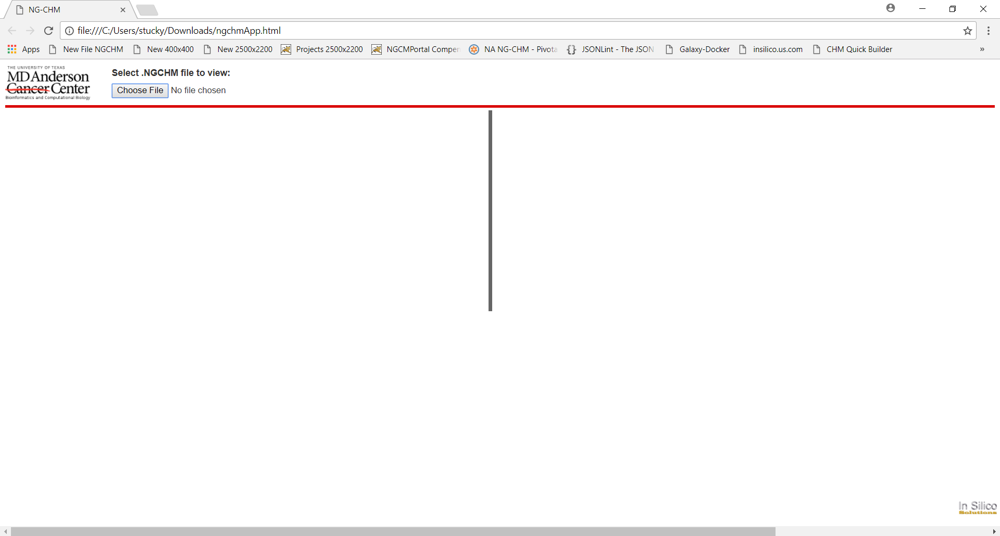 NG-CHM
file:///C:/Users/stucky/Downloads/ngchmApp.html
Apps New File NGCHM New 400x400 New 2500x2200 Projects 2500x2200 NGCMPortal Compen NA NG-CHM - Pivota JSONLint - The JSON Galaxy-Docker insilico.us.com CHM Quick Builder »
THE UNIVERSITY OF TEXAS
MD Anderson
Cancer Center
Bioinformatics and Computational Biology
Select .NGCHM file to view:
Choose File No file chosen
In Silico
Solutions